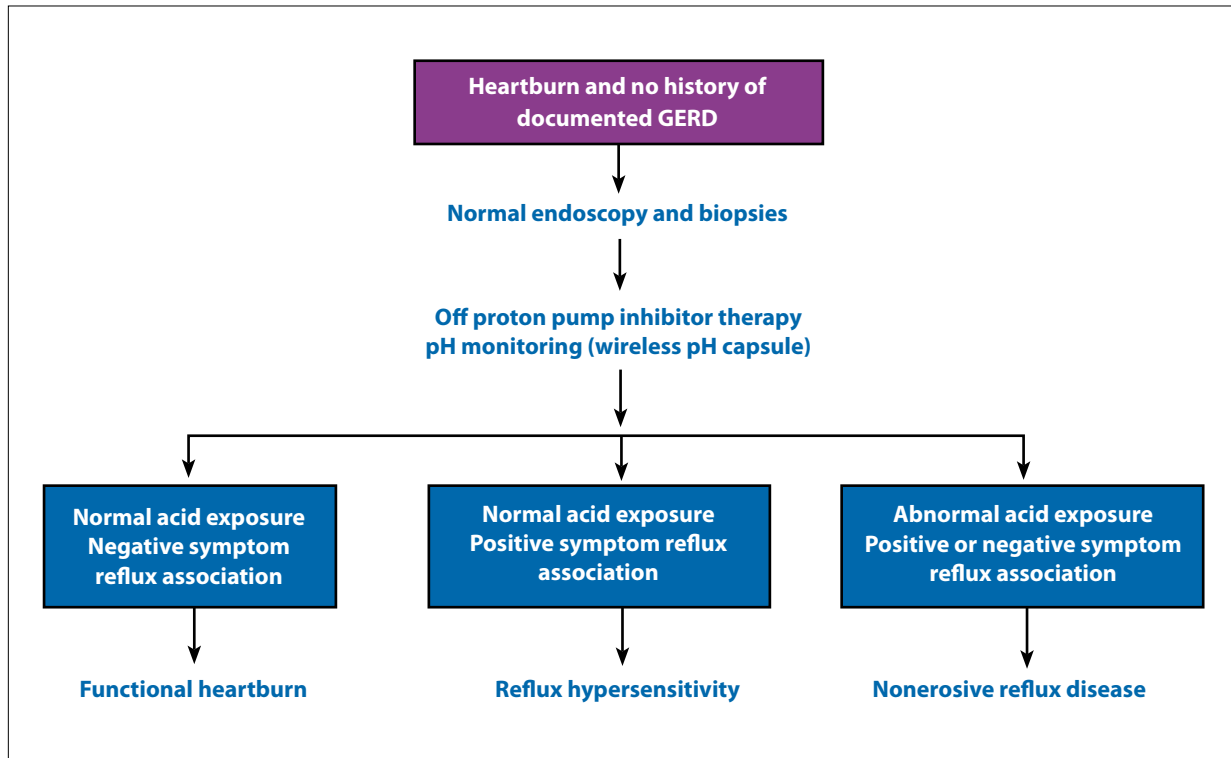 Heartburn and no history of
documented GERD
Normal endoscopy and biopsies
Off proton pump inhibitor therapy
pH monitoring (wireless pH capsule)
Normal acid exposure
Negative symptom
reflux association
Normal acid exposure
Positive symptom reflux
association
Abnormal acid exposure
Positive or negative symptom
reflux association
Functional heartburn
Reflux hypersensitivity
Nonerosive reflux disease